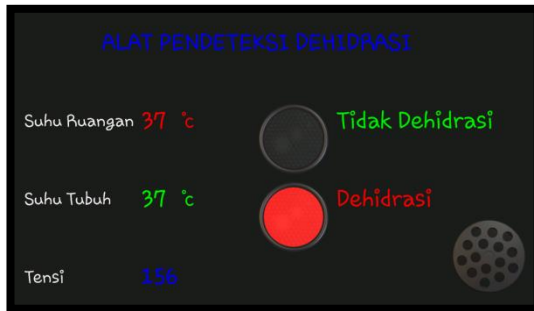 ALAT PENDETEKSI DEHIDRASI
Suhu Ruangan 37 °c Tidak Dehidrasi
Suhu Tubuh 37 °c Dehidrasi
Tensi 156